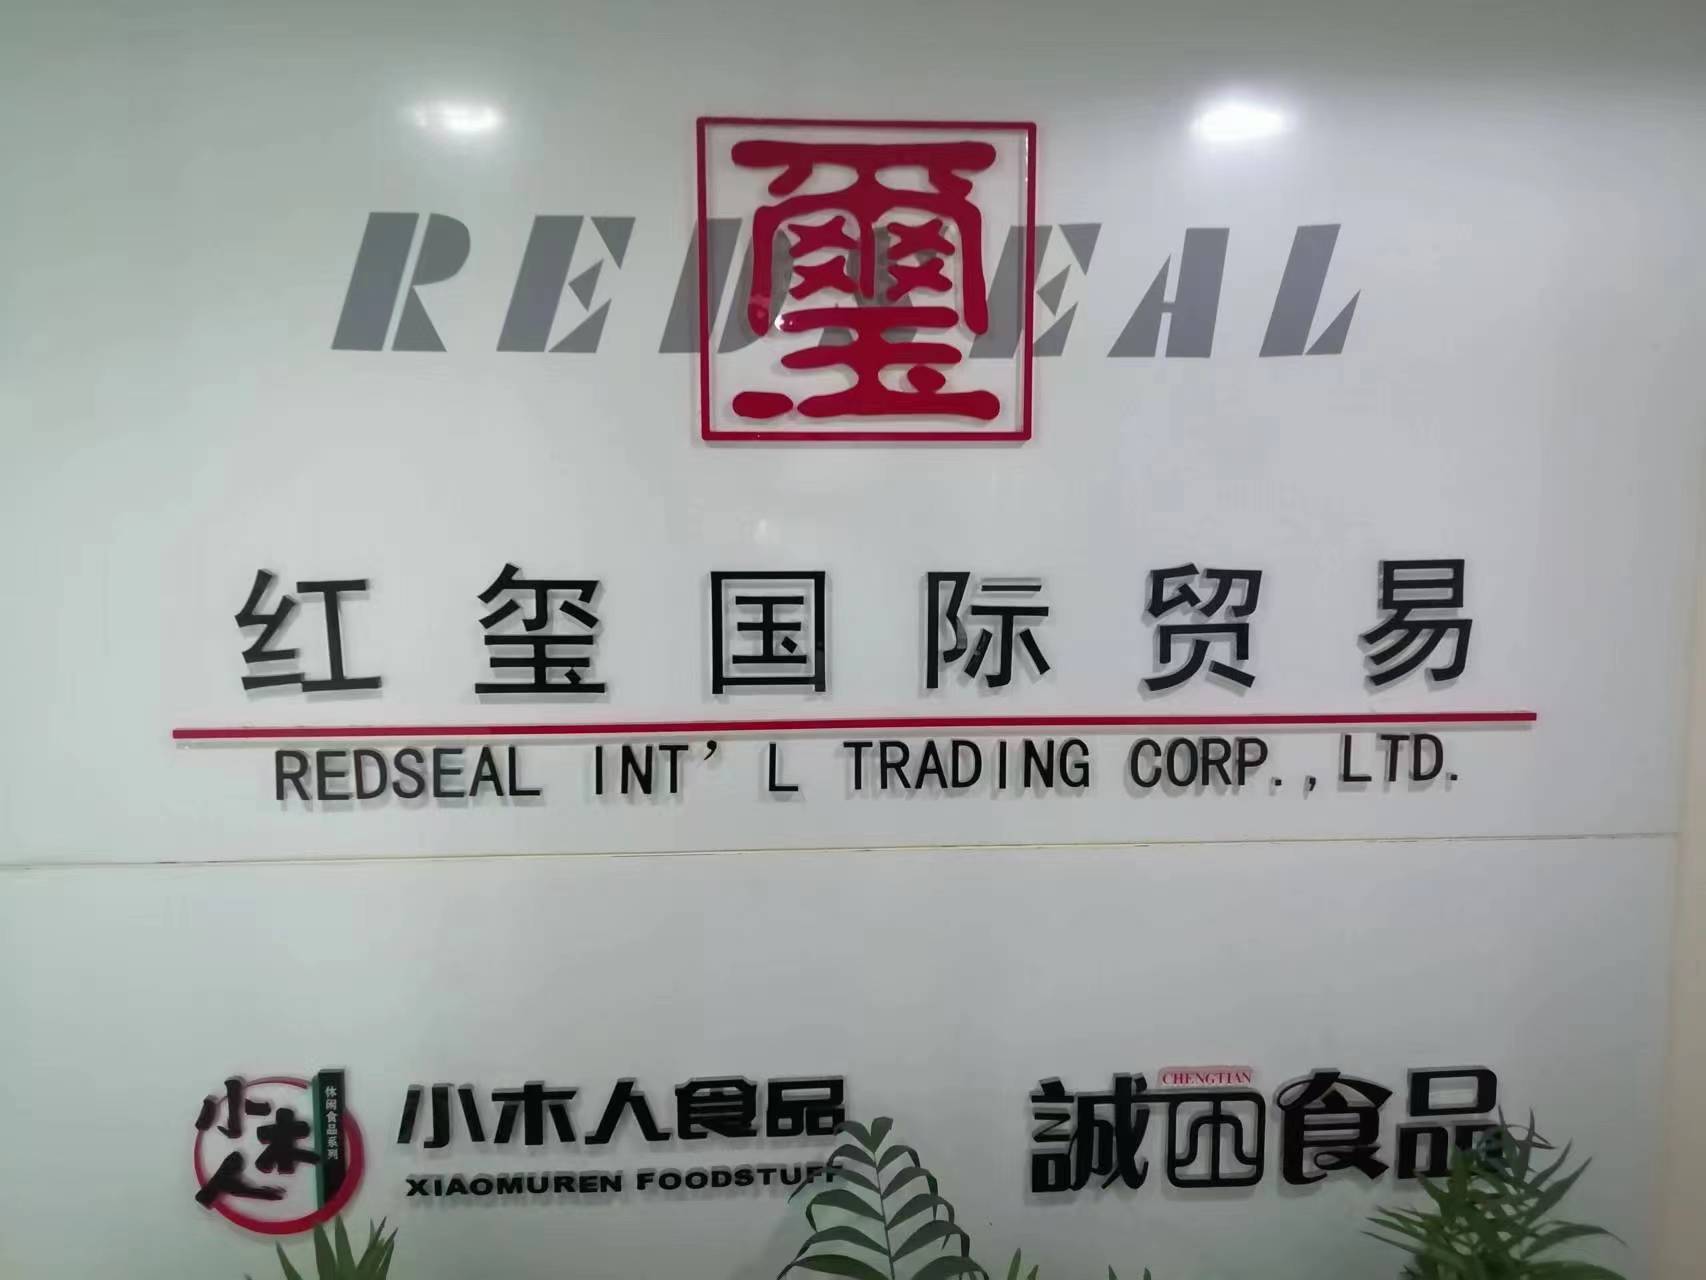 REDSEAL
璽
红玺国际贸易
REDSEAL INT'L TRADING CORP.,LTD.
小木人
休闲食品系列
小木人食品
XIAOMUREN FOODSTUFF
CHENGTIAN
誠田食品